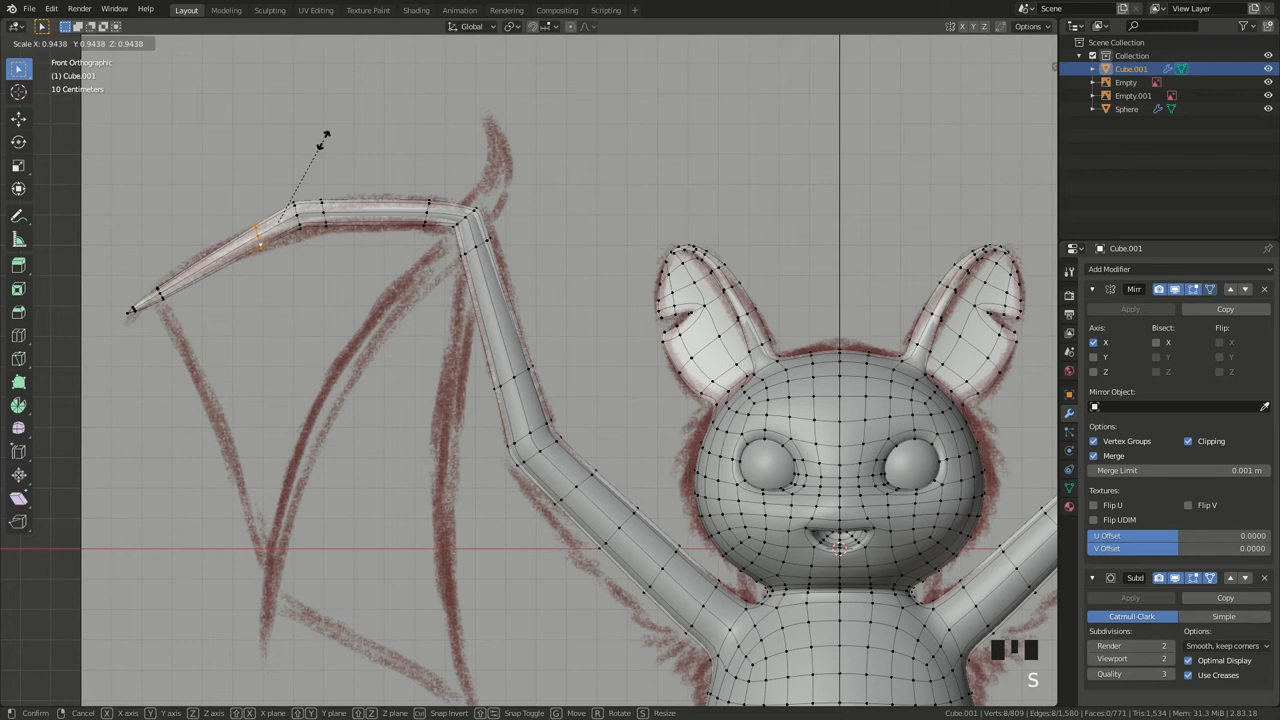 File Edit Render Window Help Layout Modeling Sculpting UV Editing Texture Paint Shading Animation Rendering Compositing Scripting + Scene View Layer
Global X Y Z Options
Scale X: 0.9438 Y: 0.9438 Z: 0.9438
Front Orthographic
(1) Cube.001
10 Centimeters
Scene Collection
Collection
Cube.001
Empty
Empty.001
Sphere
Cube.001
Add Modifier
Mirr
Apply Copy
Axis: Bisect: Flip:
X X X
Y Y Y
Z Z Z
Mirror Object:
Options:
Vertex Groups Clipping
Merge
Merge Limit 0.001 m
Textures:
Flip U Flip V
Flip UDIM
U Offset 0.0000
V Offset 0.0000
Subd
Apply Copy
Catmull-Clark Simple
Subdivisions: Options:
Render 2 Smooth, keep corners
Viewport 2 Optimal Display
Quality 3 Use Creases
S
Confirm Cancel X X axis Y Y axis Z Z axis X X plane Y Y plane Z Z plane Ctrl Snap Invert Snap Toggle G Move R Rotate S Resize Cube.001 | Verts:8/809 | Edges:8/1,580 | Faces:0/771 | Tris:1,534 | Mem: 31.3 MiB | 2.83.18